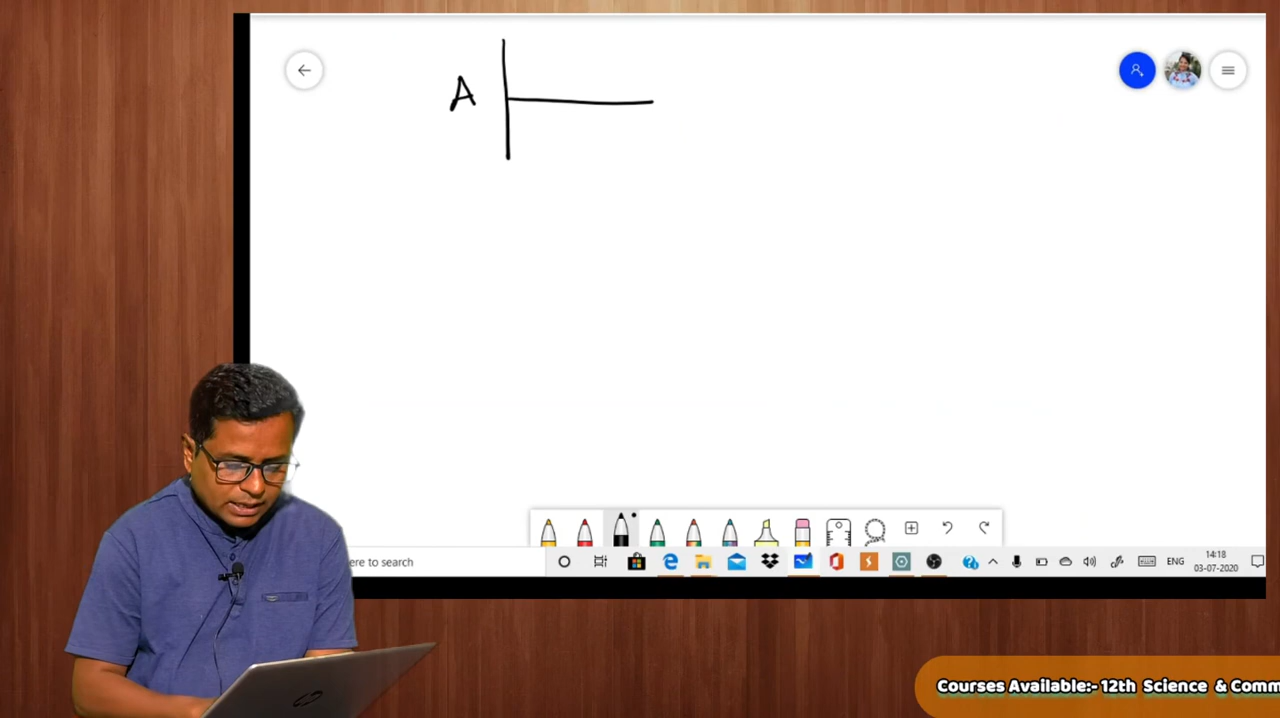 A
ere to search
ENG
14:18
03-07-2020
Courses Available:- 12th Science & Comm